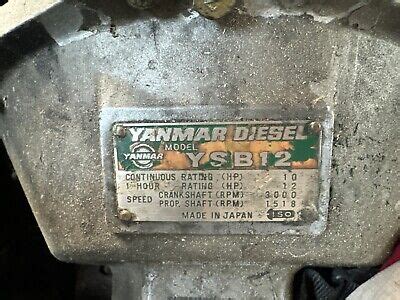 YANMAR DIESEL
MODEL
YANMAR YSB12
CONTINUOUS RATING (HP) 10
1-HOUR RATING (HP) 12
SPEED CRANKSHAFT (RPM) 3000
PROP. SHAFT (RPM) 1518
MADE IN JAPAN ISO